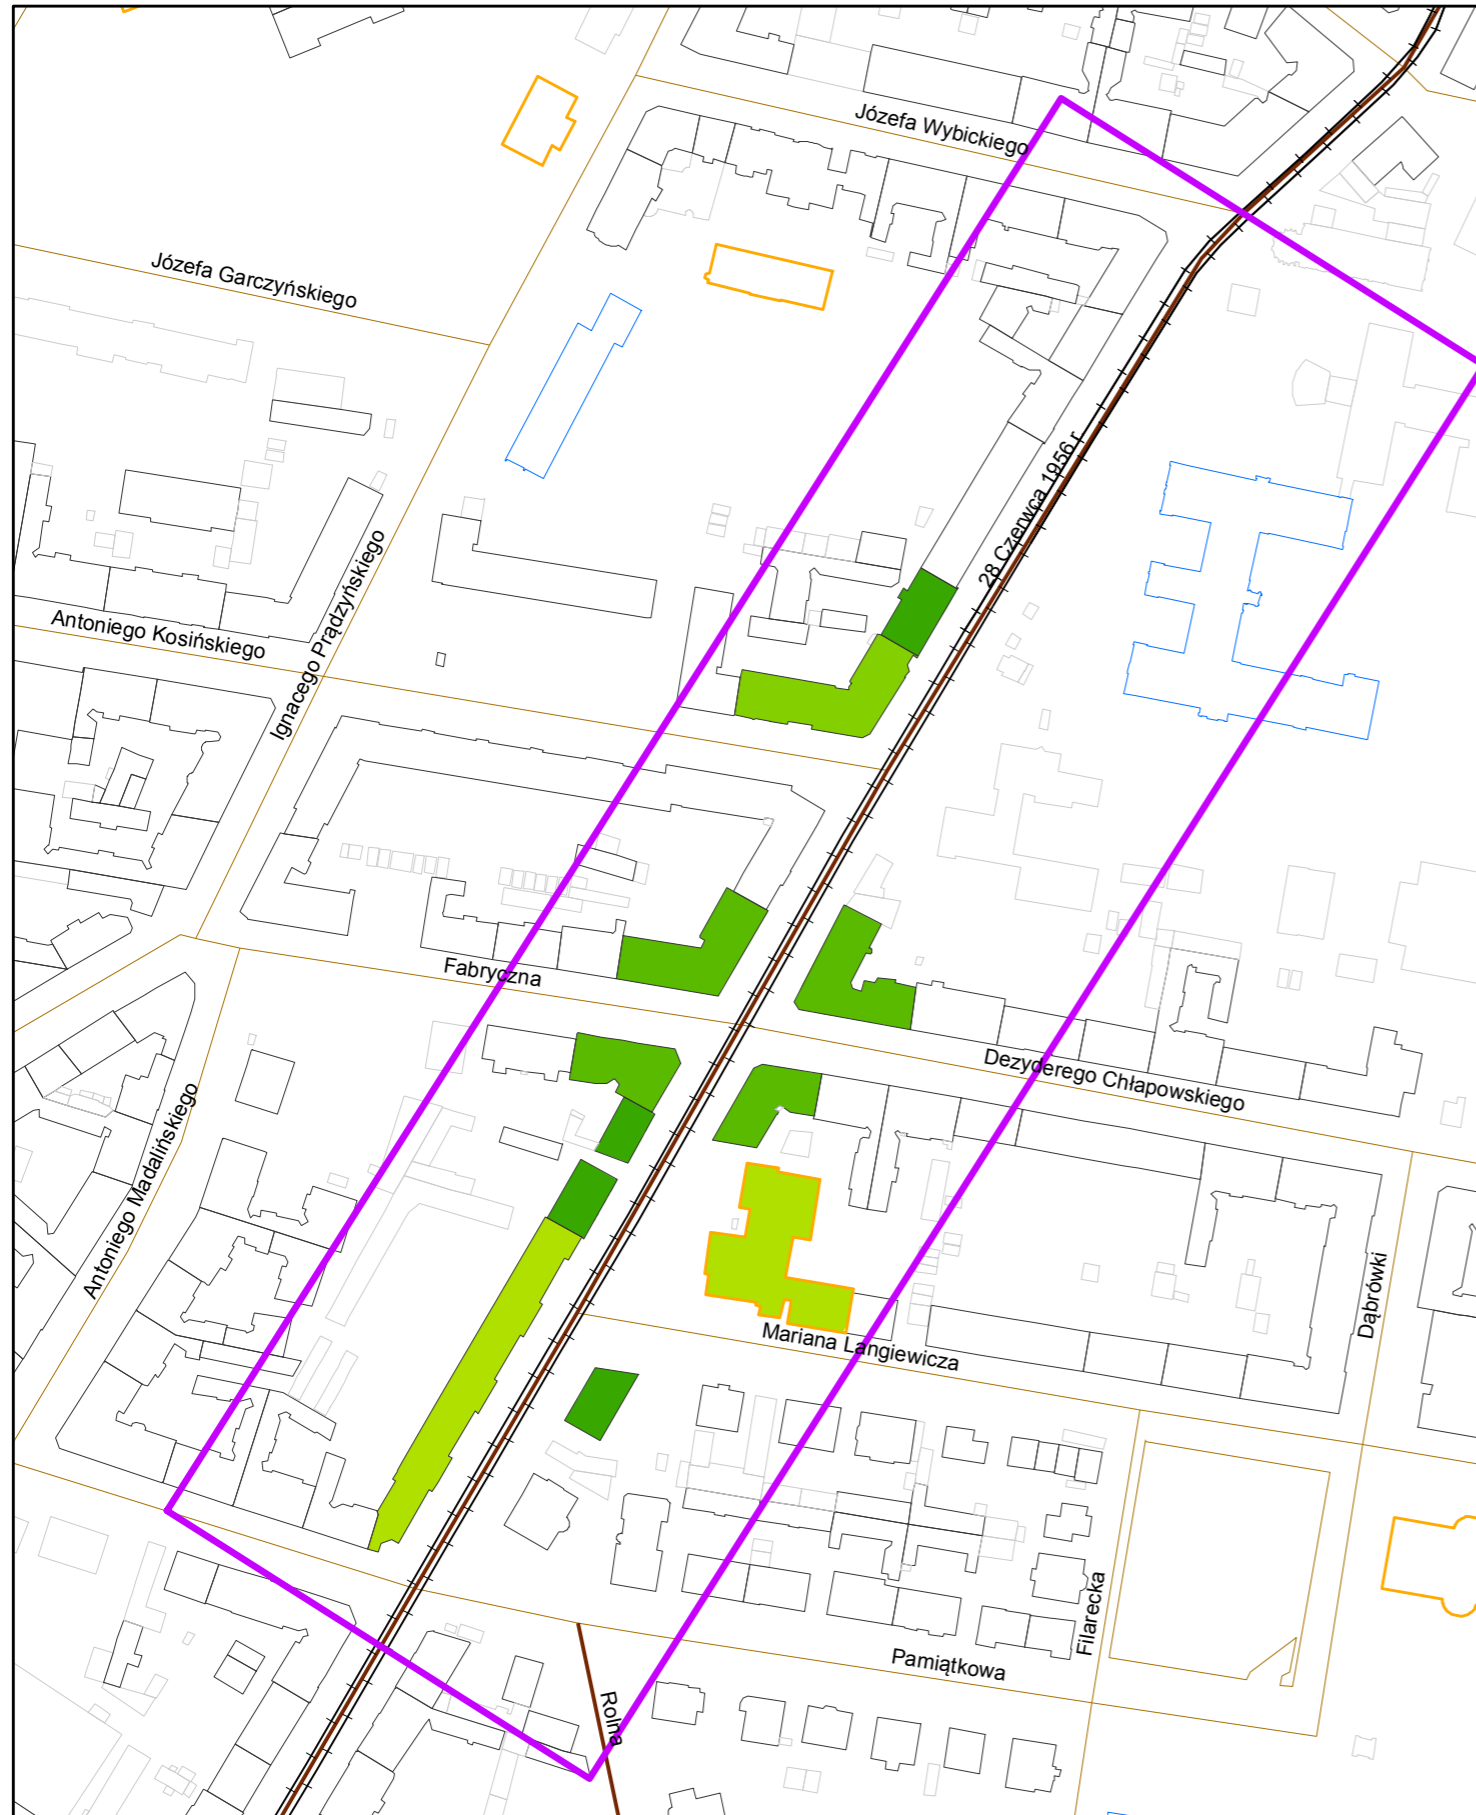 Józefa Wybickiego
Józefa Garczyńskiego
28 Czerwca 1956 r.
Ignacego Prądzyńskiego
Antoniego Kosińskiego
Fabryczna
Dezyderego Chłapowskiego
Antoniego Madalińskiego
Dąbrówki
Mariana Langiewicza
Filarecka
Pamiątkowa
Rolna